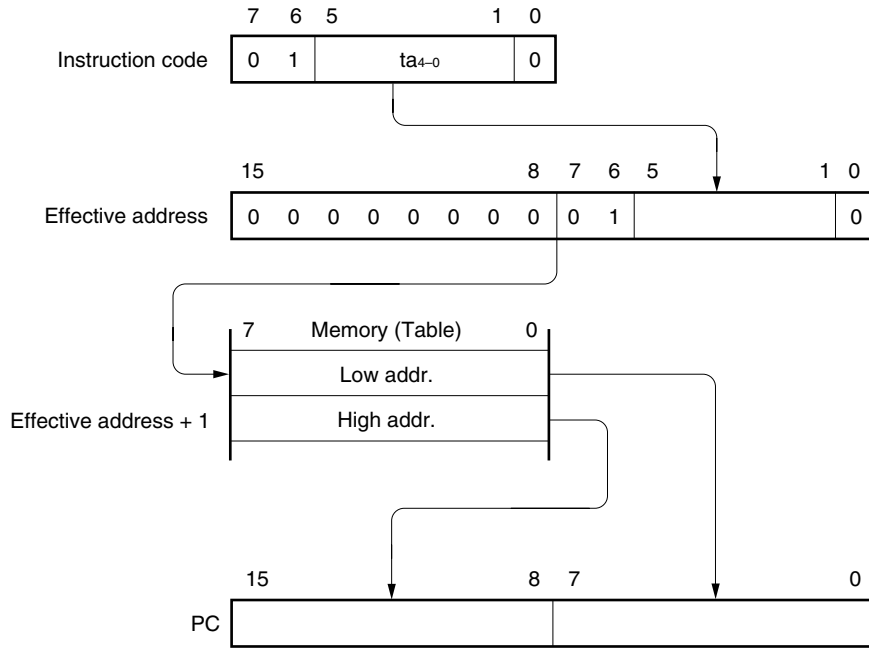 7 6 5 1 0
Instruction code 0 1 ta4–0 0
15 8 7 6 5 1 0
Effective address 0 0 0 0 0 0 0 0 0 1 0
7 Memory (Table) 0
Low addr.
Effective address + 1 High addr.
15 8 7 0
PC